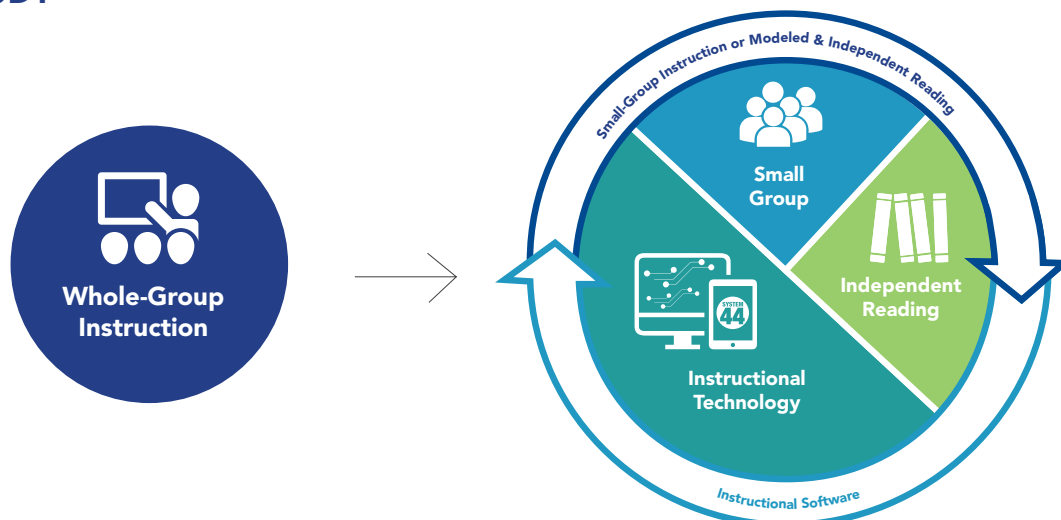 Whole-Group
Instruction
Small-Group Instruction or Modeled & Independent Reading
Small
Group
Independent
Reading
SYSTEM
44
Instructional
Technology
Instructional Software